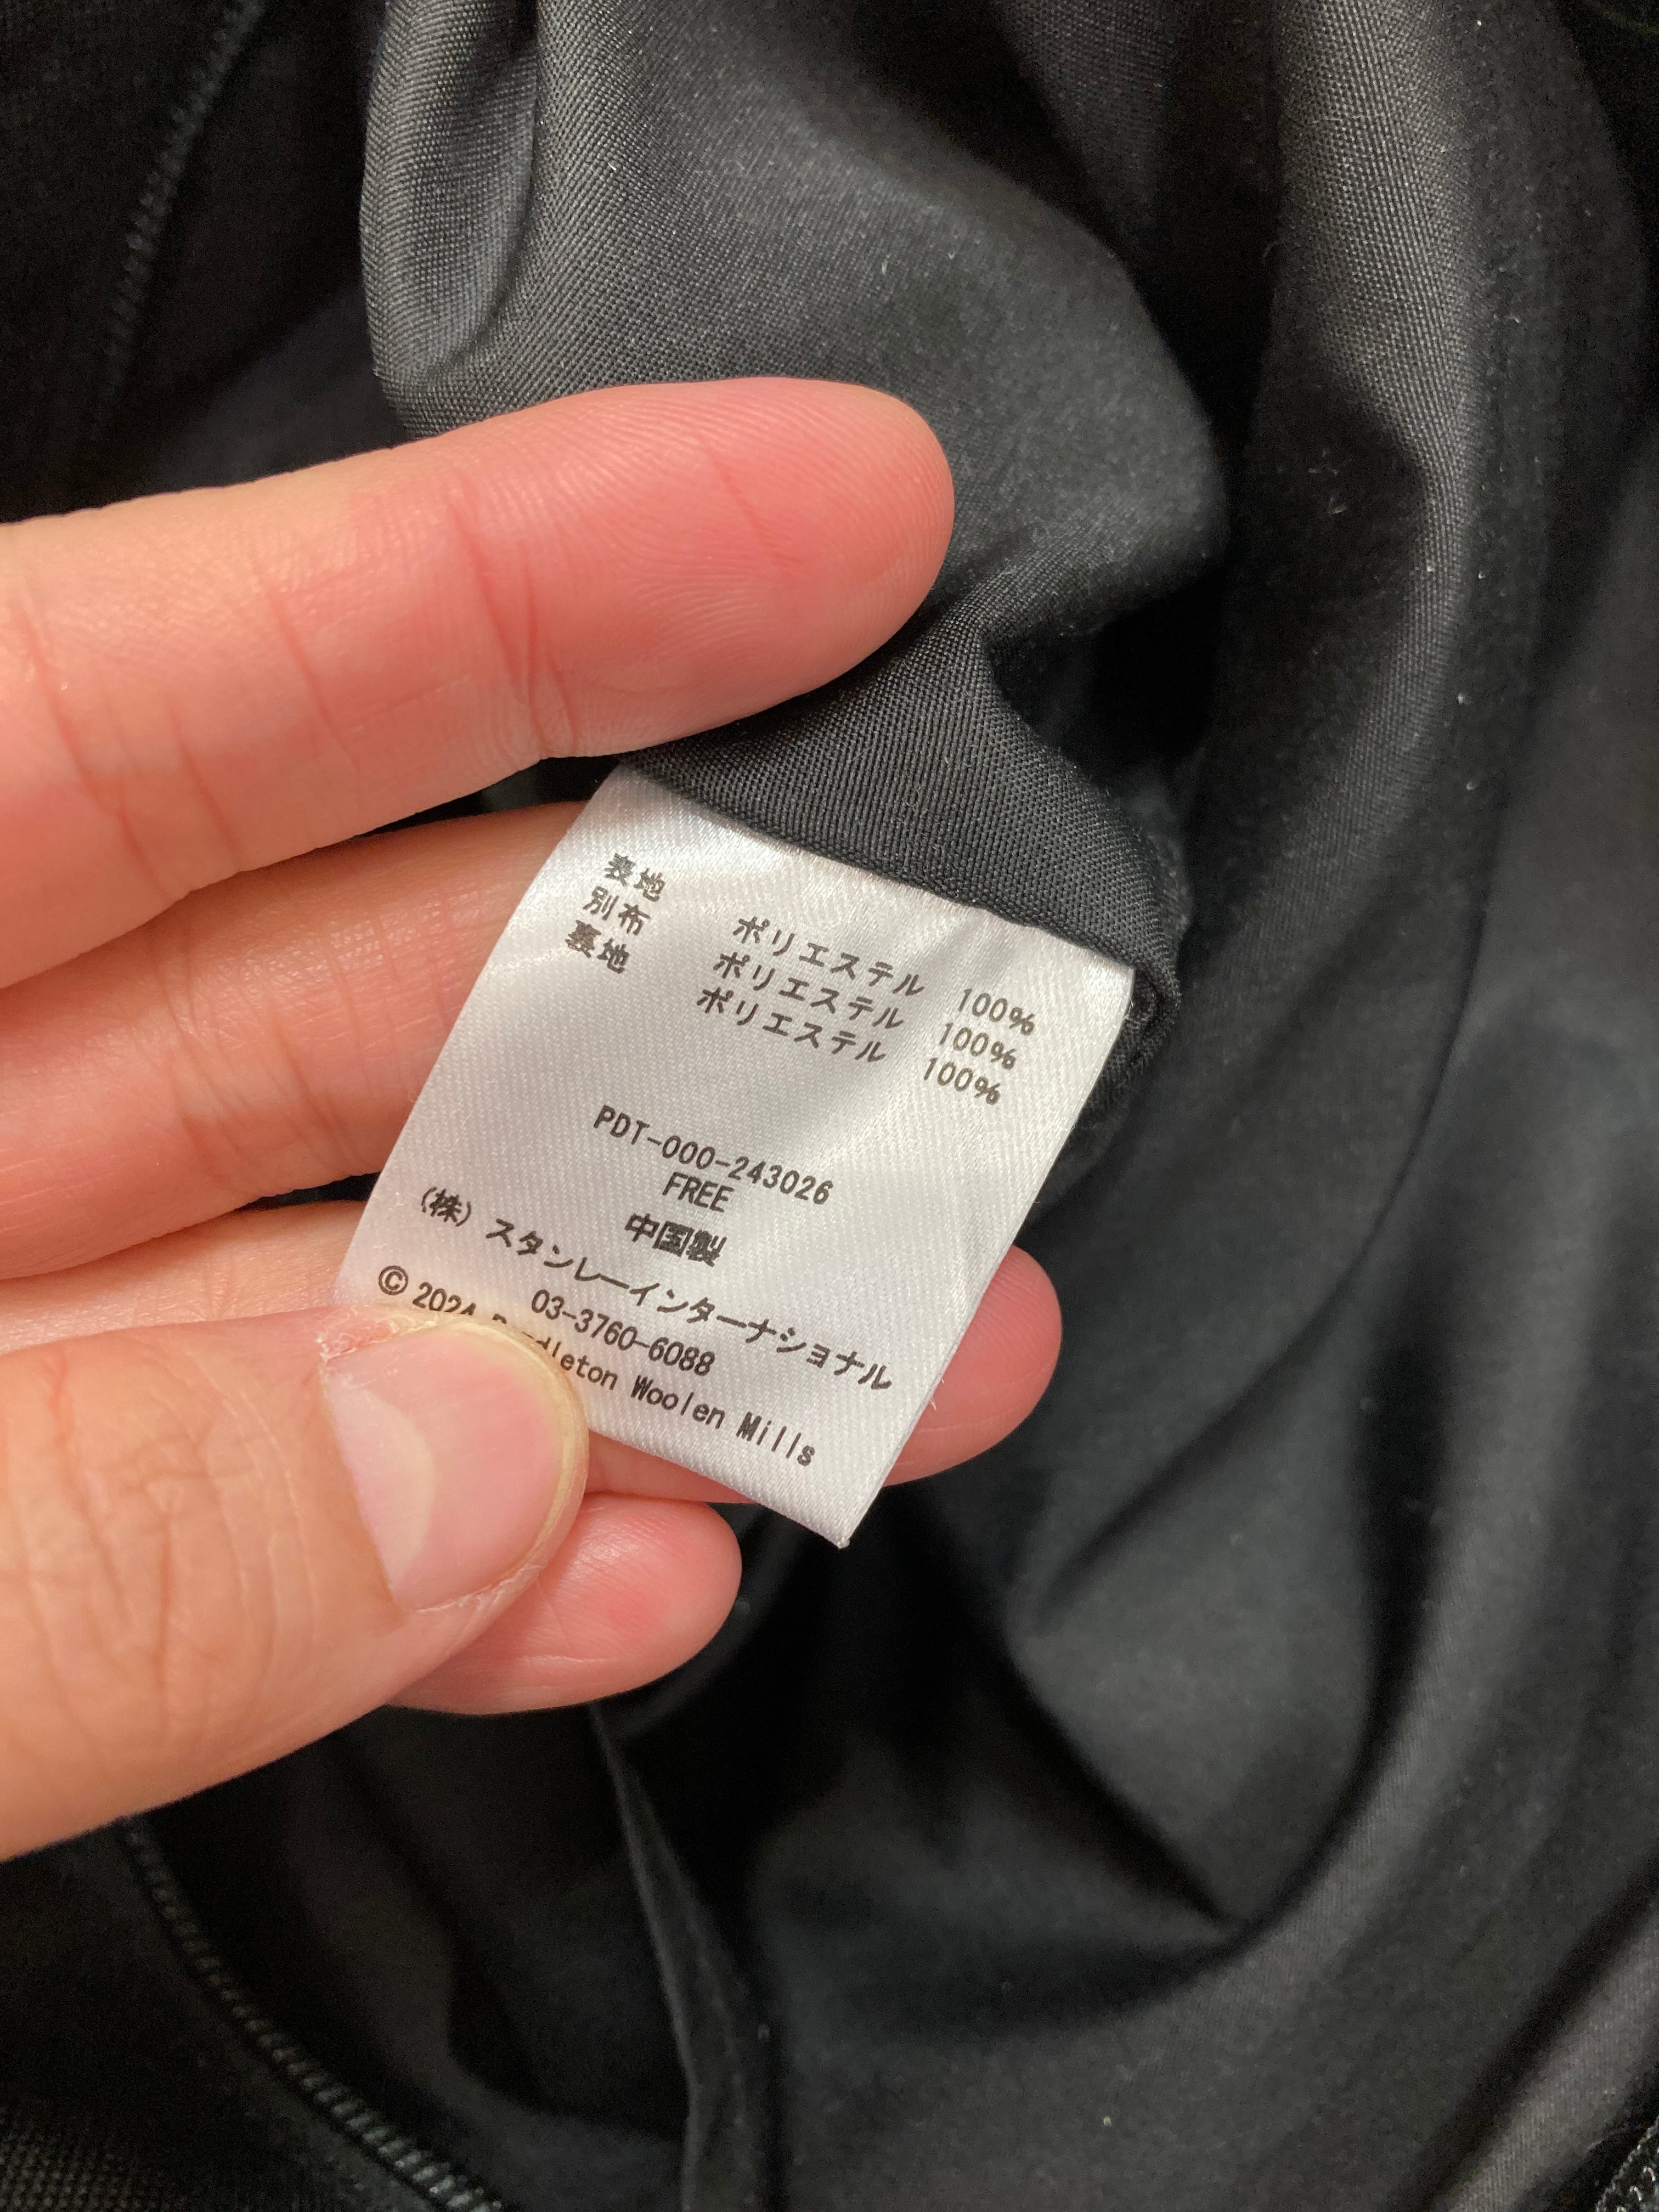 表地 ポリエステル 100%
別布 ポリエステル 100%
裏地 ポリエステル 100%
PDT-000-243026
FREE
中国製
(株) スタンレーインターナショナル
03-3760-6088
© 2024 Woolen Mills